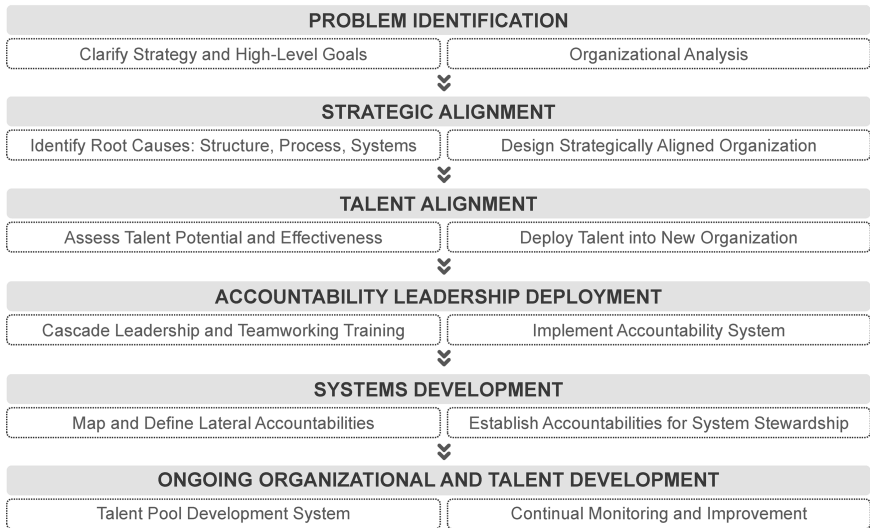 PROBLEM IDENTIFICATION
Clarify Strategy and High-Level Goals
Organizational Analysis
STRATEGIC ALIGNMENT
Identify Root Causes: Structure, Process, Systems
Design Strategically Aligned Organization
TALENT ALIGNMENT
Assess Talent Potential and Effectiveness
Deploy Talent into New Organization
ACCOUNTABILITY LEADERSHIP DEPLOYMENT
Cascade Leadership and Teamworking Training
Implement Accountability System
SYSTEMS DEVELOPMENT
Map and Define Lateral Accountabilities
Establish Accountabilities for System Stewardship
ONGOING ORGANIZATIONAL AND TALENT DEVELOPMENT
Talent Pool Development System
Continual Monitoring and Improvement